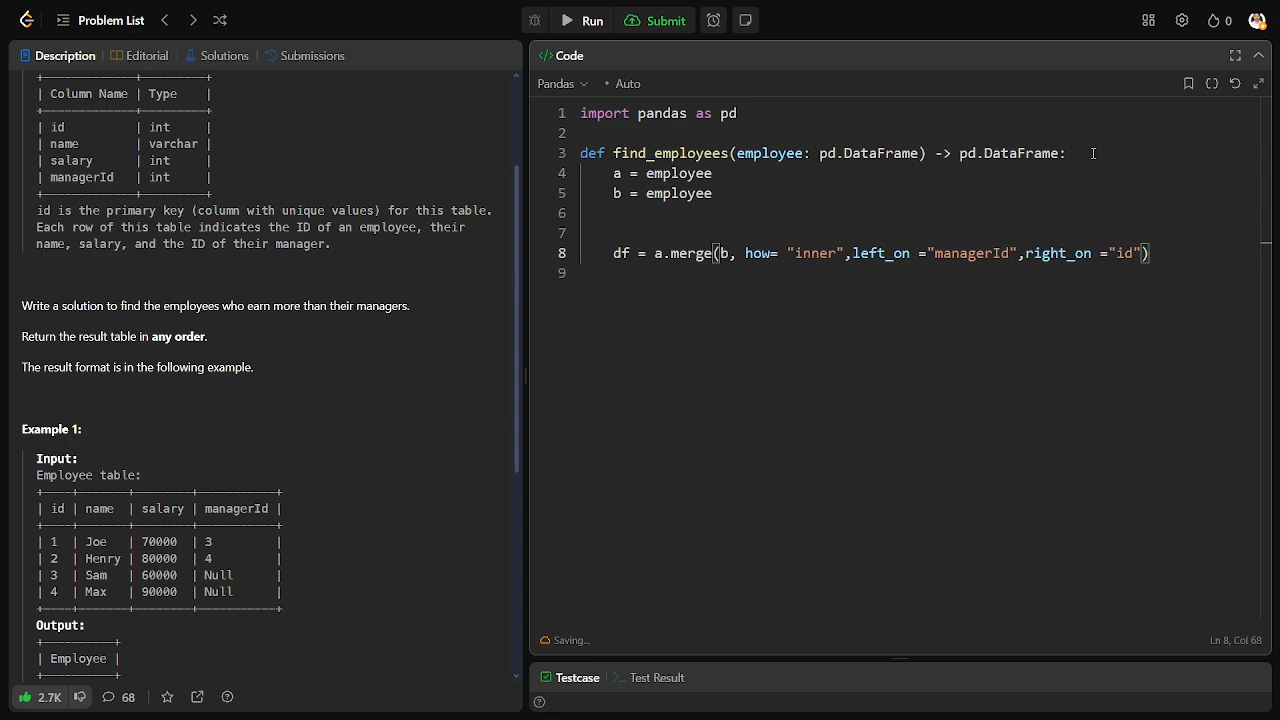 Problem List
Run
Submit
0
Description
Editorial
Solutions
Submissions
+--------------+---------+
| Column Name | Type |
+--------------+---------+
| id | int |
| name | varchar |
| salary | int |
| managerId | int |
+--------------+---------+
id is the primary key (column with unique values) for this table.
Each row of this table indicates the ID of an employee, their
name, salary, and the ID of their manager.
Write a solution to find the employees who earn more than their managers.
Return the result table in any order.
The result format is in the following example.
Example 1:
Input:
Employee table:
+----+-------+--------+-----------+
| id | name | salary | managerId |
+----+-------+--------+-----------+
| 1 | Joe | 70000 | 3 |
| 2 | Henry | 80000 | 4 |
| 3 | Sam | 60000 | Null |
| 4 | Max | 90000 | Null |
+----+-------+--------+-----------+
Output:
+----------+
| Employee |
+----------+
2.7K
68
</> Code
Pandas
• Auto
1 import pandas as pd
2
3 def find_employees(employee: pd.DataFrame) -> pd.DataFrame:
4 a = employee
5 b = employee
6
7
8 df = a.merge(b, how= "inner",left_on ="managerId",right_on ="id")
9
Saving...
Ln 8, Col 68
Testcase
>_ Test Result